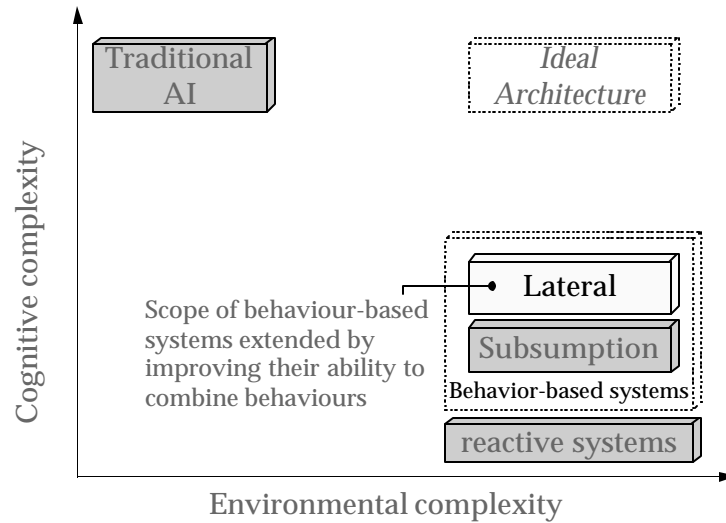 Traditional
AI
Ideal
Architecture
Cognitive complexity
Lateral
Scope of behaviour-based
systems extended by
improving their ability to
combine behaviours
Subsumption
Behavior-based systems
reactive systems
Environmental complexity